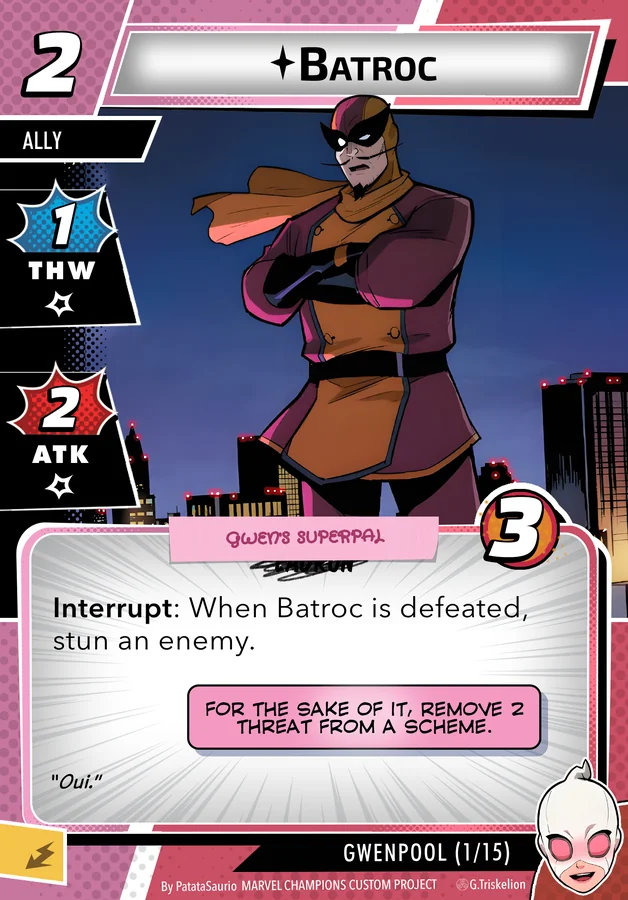 2
BATROC
ALLY
1
THW
2
ATK
3
GWEN'S SUPERPAL
Interrupt: When Batroc is defeated,
stun an enemy.
FOR THE SAKE OF IT, REMOVE 2
THREAT FROM A SCHEME.
"Oui."
GWENPOOL (1/15)
By PatataSaurio MARVEL CHAMPIONS CUSTOM PROJECT G.Triskelion